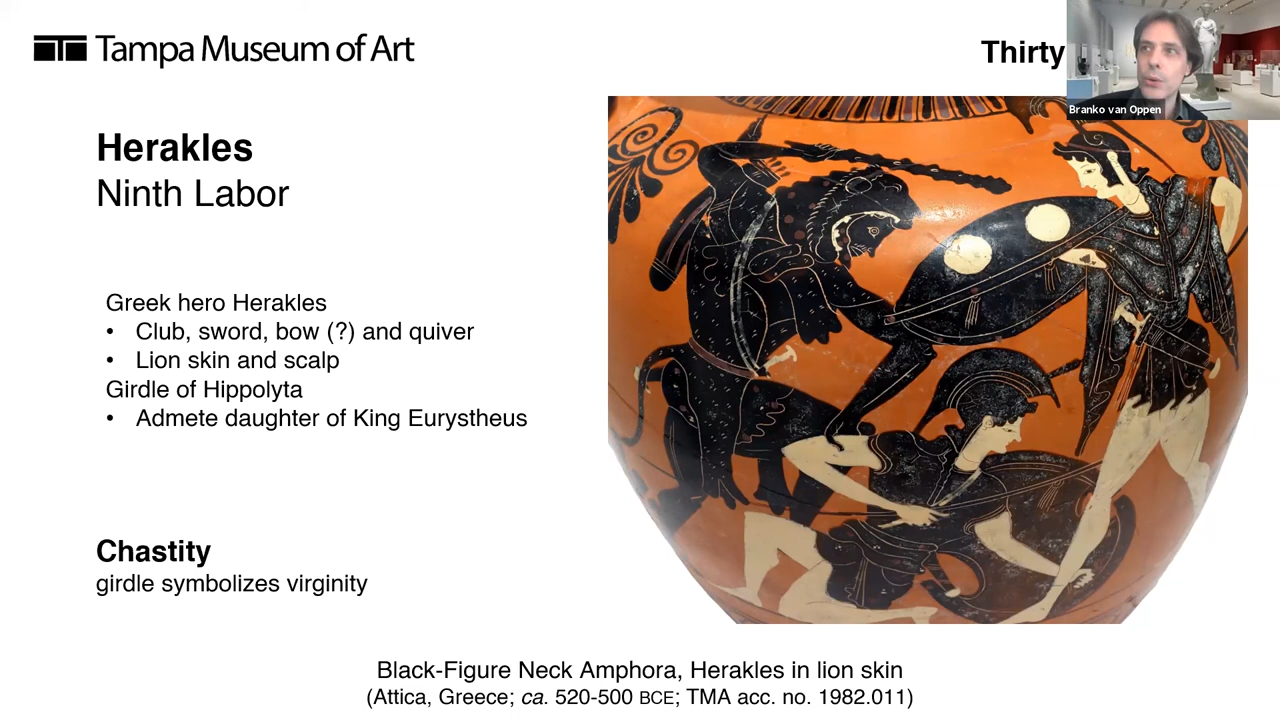 Tampa Museum of Art
Thirty
Branko van Oppen
Herakles
Ninth Labor
Greek hero Herakles
• Club, sword, bow (?) and quiver
• Lion skin and scalp
Girdle of Hippolyta
• Admete daughter of King Eurystheus
Chastity
girdle symbolizes virginity
Black-Figure Neck Amphora, Herakles in lion skin
(Attica, Greece; ca. 520-500 BCE; TMA acc. no. 1982.011)